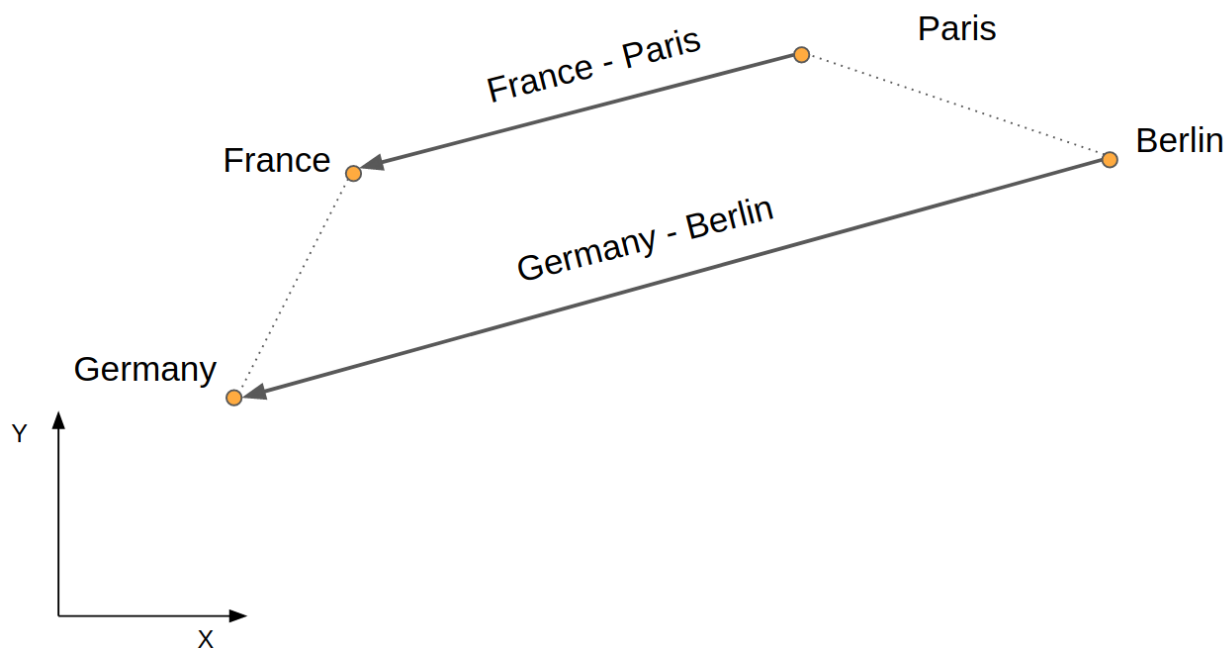 Paris
France - Paris
Berlin
France
Germany - Berlin
Germany
Y
X